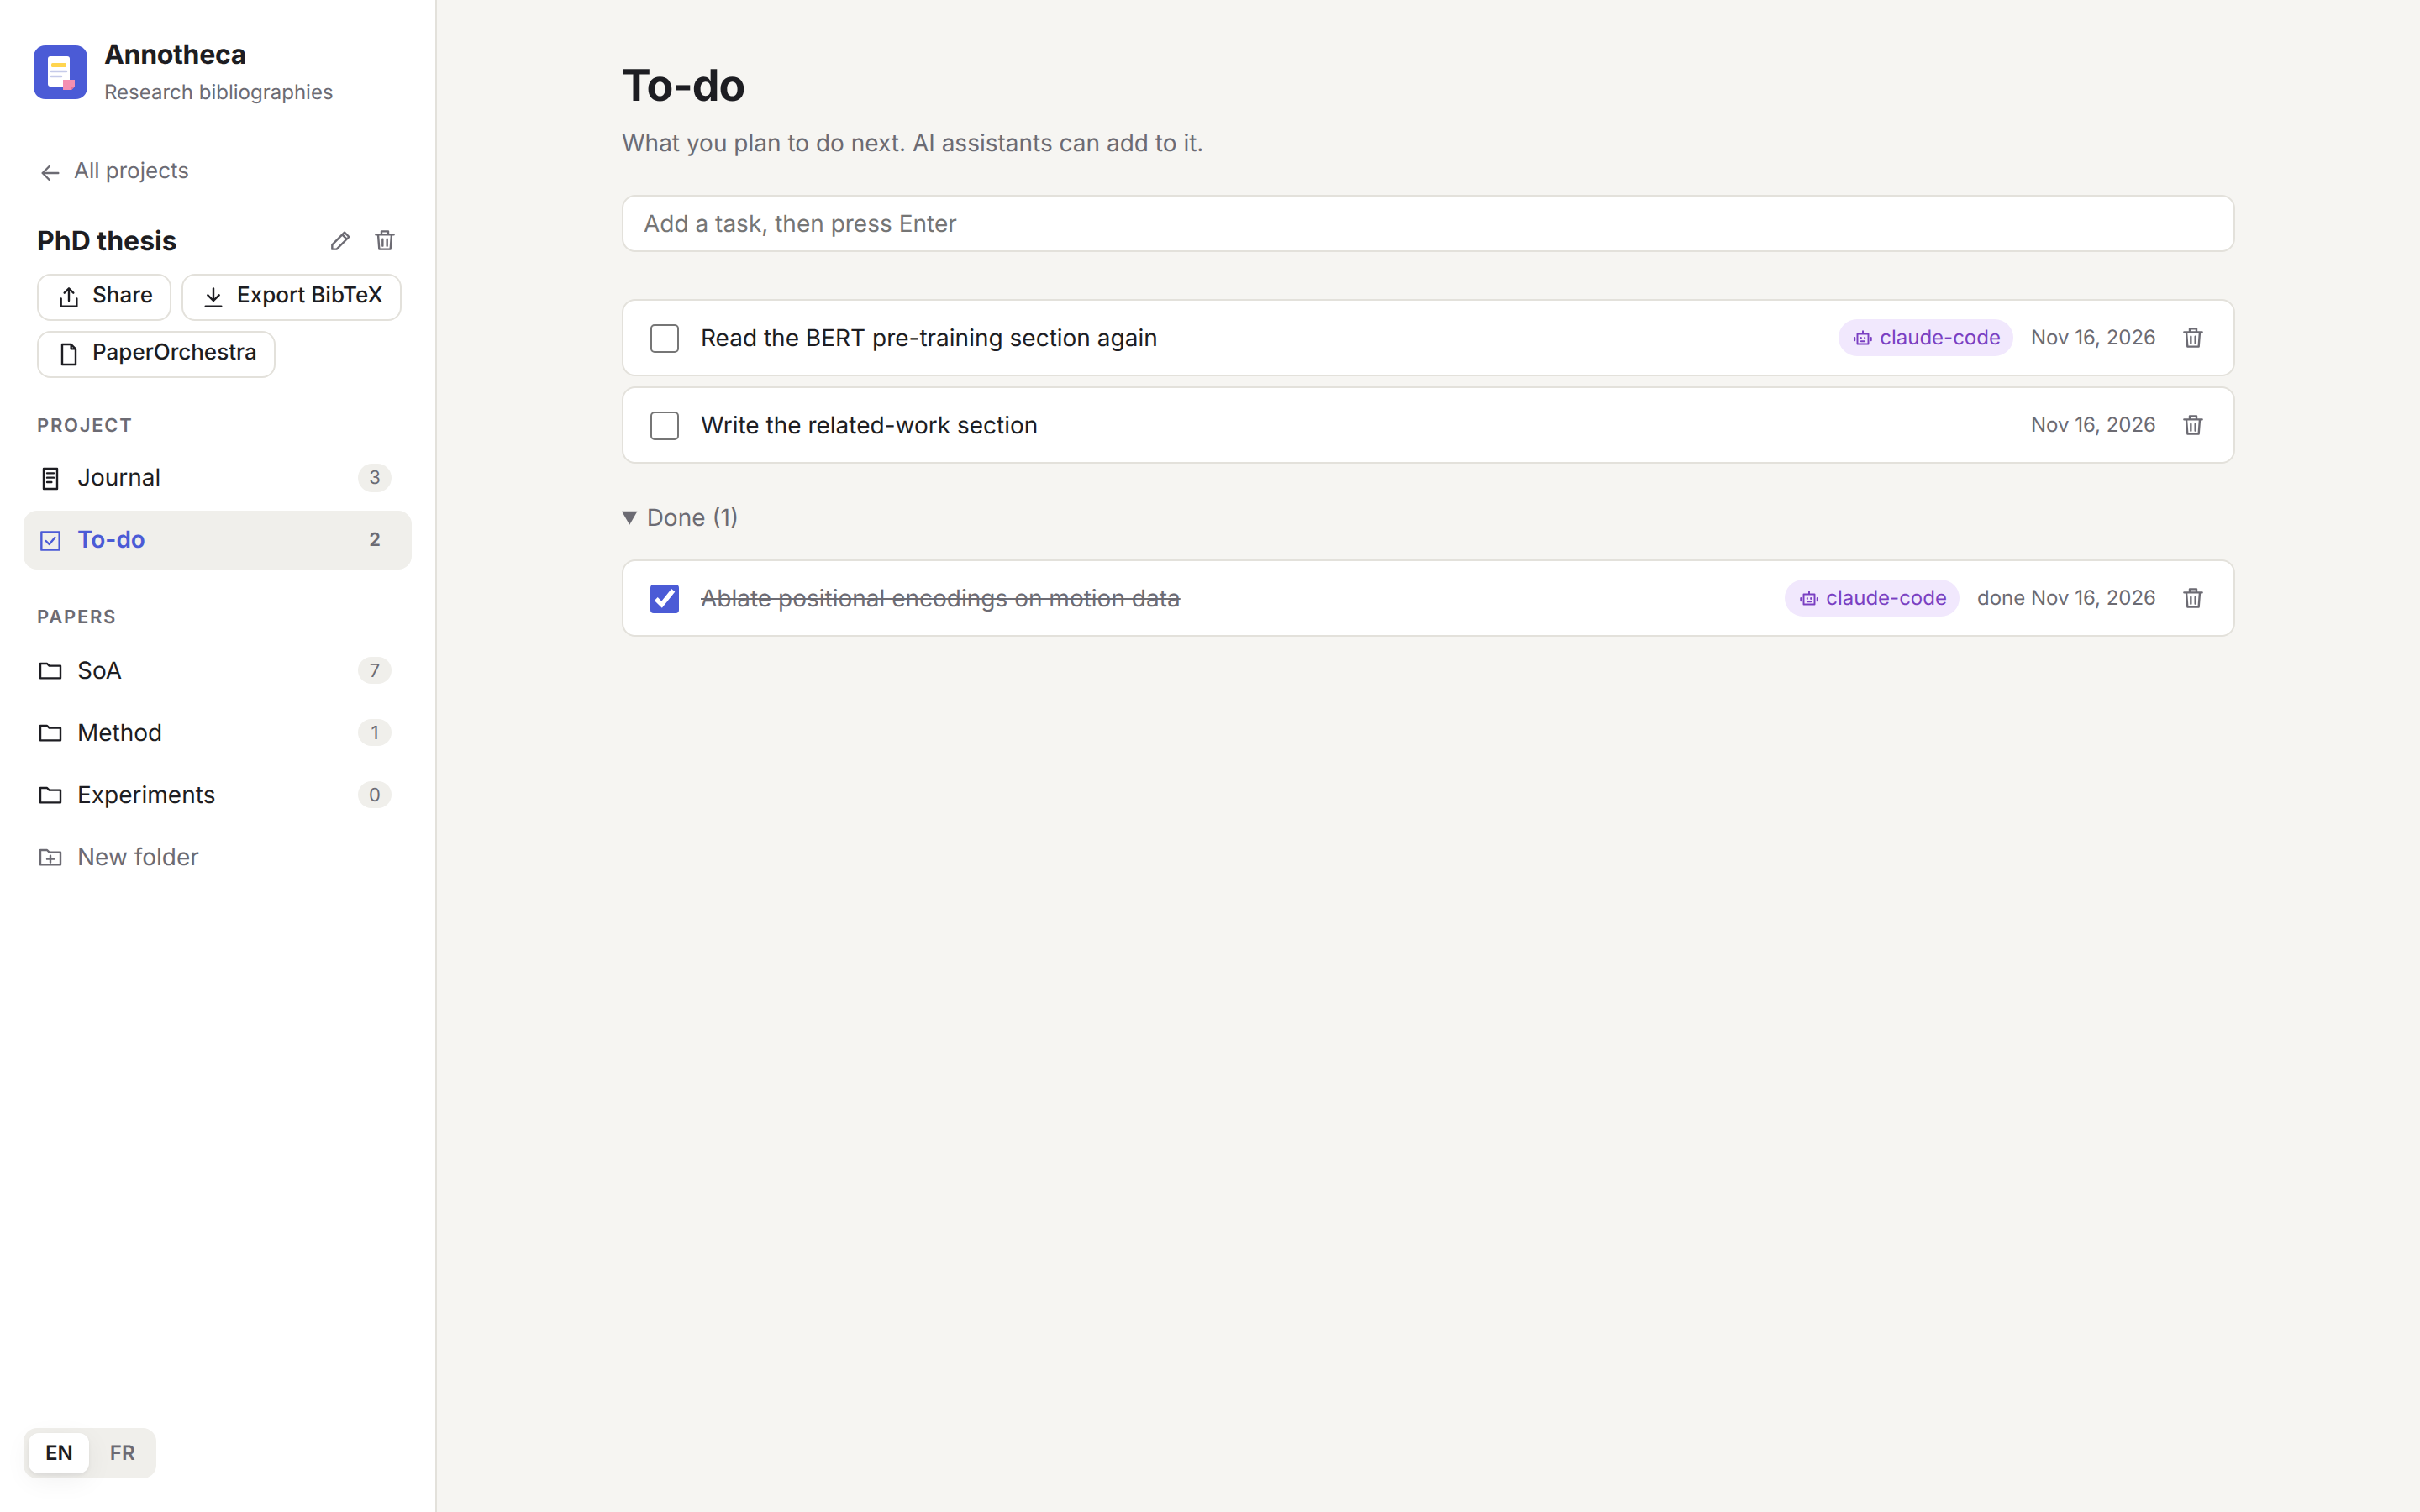 Annotheca
Research bibliographies
All projects
PhD thesis
Share
Export BibTeX
PaperOrchestra
PROJECT
Journal 3
To-do 2
PAPERS
SoA 7
Method 1
Experiments 0
New folder
EN FR
To-do
What you plan to do next. AI assistants can add to it.
Add a task, then press Enter
Read the BERT pre-training section again claude-code Nov 16, 2026
Write the related-work section Nov 16, 2026
Done (1)
Ablate positional encodings on motion data claude-code done Nov 16, 2026